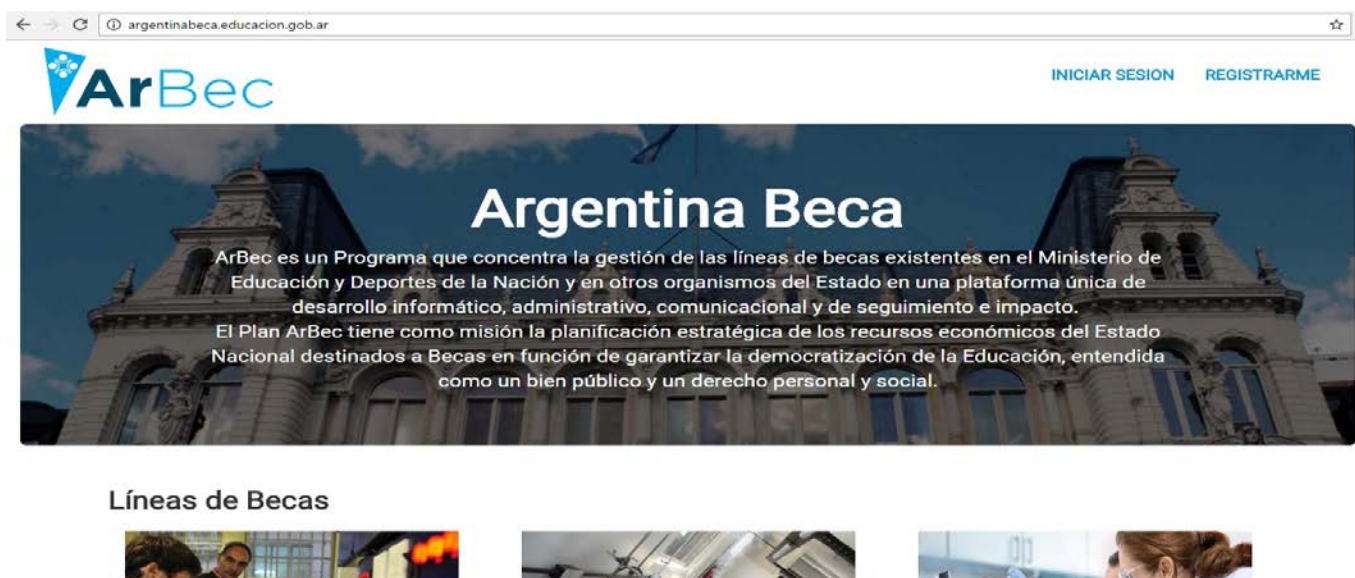 argentinabeca.educacion.gob.ar
ArBec
INICIAR SESION REGISTRARME
Argentina Beca
ArBec es un Programa que concentra la gestión de las líneas de becas existentes en el Ministerio de
Educación y Deportes de la Nación y en otros organismos del Estado en una plataforma única de
desarrollo informático, administrativo, comunicacional y de seguimiento e impacto.
El Plan ArBec tiene como misión la planificación estratégica de los recursos económicos del Estado
Nacional destinados a Becas en función de garantizar la democratización de la Educación, entendida
como un bien público y un derecho personal y social.
Líneas de Becas